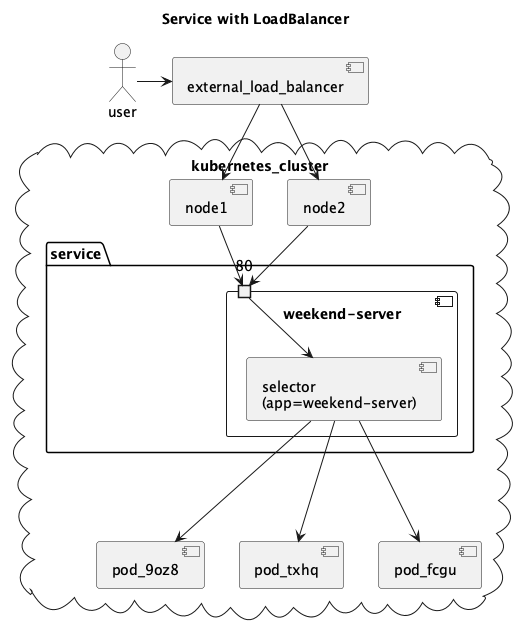 Service with LoadBalancer
external_load_balancer
user
kubernetes_cluster
node1
node2
service
80
weekend-server
selector
(app=weekend-server)
pod_9oz8
pod_txhq
pod_fcgu